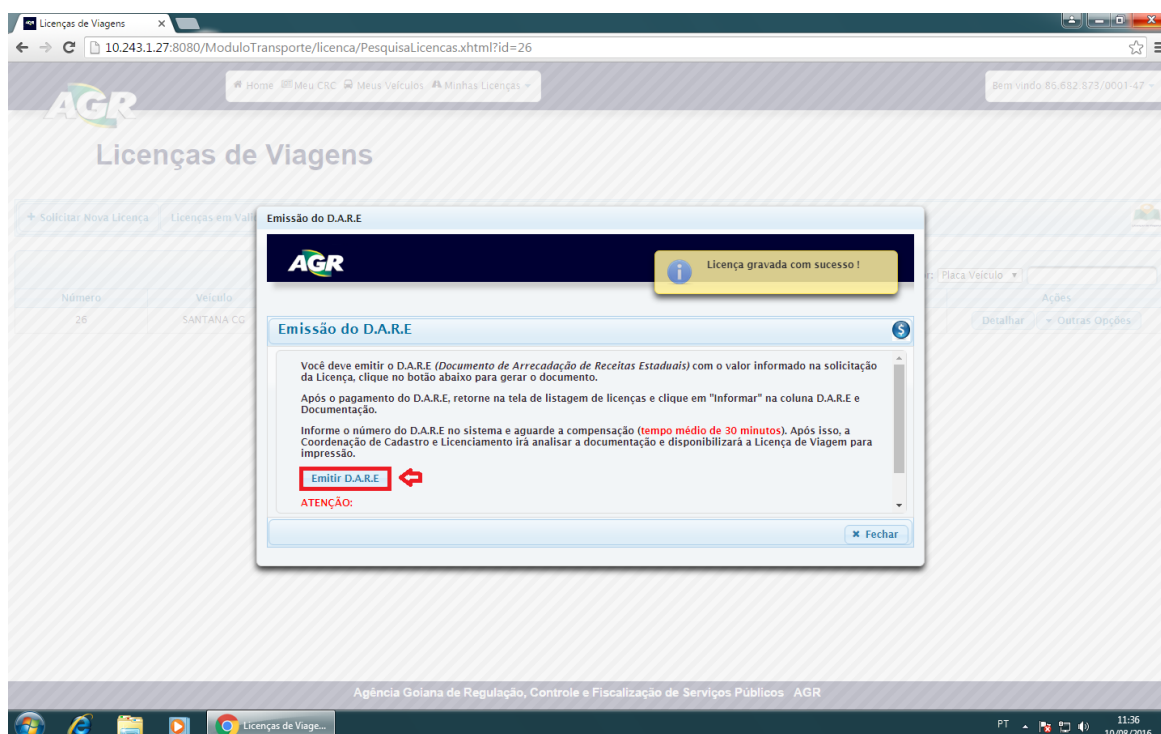 Licenças de Viagens
10.243.1.27:8080/ModuloTransporte/licenca/PesquisaLicencas.xhtml?id=26
Home Meu CRC Meus Veículos Minhas Licenças
Bem vindo 86.682.873/0001-47
AGR
Licenças de Viagens
+ Solicitar Nova Licença Licenças em Vali
Emissão do D.A.R.E
AGR
Licença gravada com sucesso !
r: Placa Veículo
Número Veículo Ações
26 SANTANA CG Detalhar Outras Opções
Emissão do D.A.R.E
Você deve emitir o D.A.R.E (Documento de Arrecadação de Receitas Estaduais) com o valor informado na solicitação
da Licença, clique no botão abaixo para gerar o documento.
Após o pagamento do D.A.R.E, retorne na tela de listagem de licenças e clique em "Informar" na coluna D.A.R.E e
Documentação.
Informe o número do D.A.R.E no sistema e aguarde a compensação (tempo médio de 30 minutos). Após isso, a
Coordenação de Cadastro e Licenciamento irá analisar a documentação e disponibilizará a Licença de Viagem para
impressão.
Emitir D.A.R.E
ATENÇÃO:
Fechar
Agência Goiana de Regulação, Controle e Fiscalização de Serviços Públicos AGR
Licenças de Viage...
PT
11:36
10/08/2016